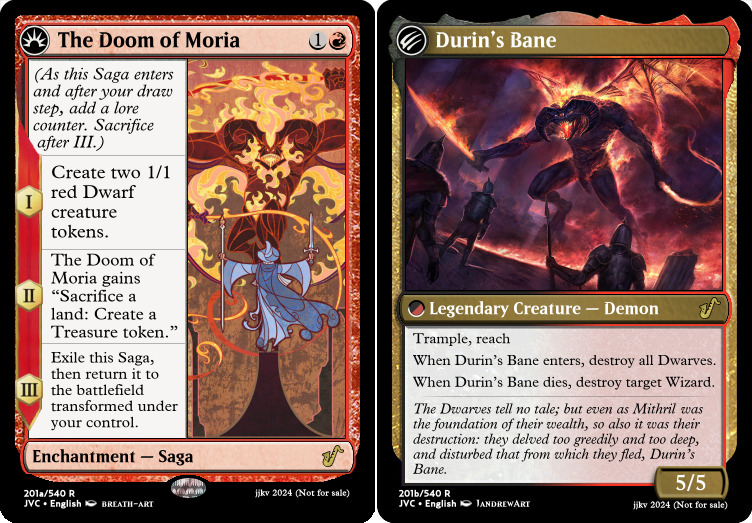 The Doom of Moria
1
(As this Saga enters
and after your draw
step, add a lore
counter. Sacrifice
after III.)
I
Create two 1/1
red Dwarf
creature
tokens.
II
The Doom of
Moria gains
“Sacrifice a
land: Create a
Treasure token.”
III
Exile this Saga,
then return it to
the battlefield
transformed under
your control.
Enchantment — Saga
201a/540 R
JVC • English BREATH-ART
jjkv 2024 (Not for sale)
Durin's Bane
Legendary Creature — Demon
Trample, reach
When Durin's Bane enters, destroy all Dwarves.
When Durin's Bane dies, destroy target Wizard.
The Dwarves tell no tale; but even as Mithril was
the foundation of their wealth, so also it was their
destruction: they delved too greedily and too deep,
and disturbed that from which they fled, Durin's
Bane.
5/5
201b/540 R
JVC • English JANDREWART
jjkv 2024 (Not for sale)